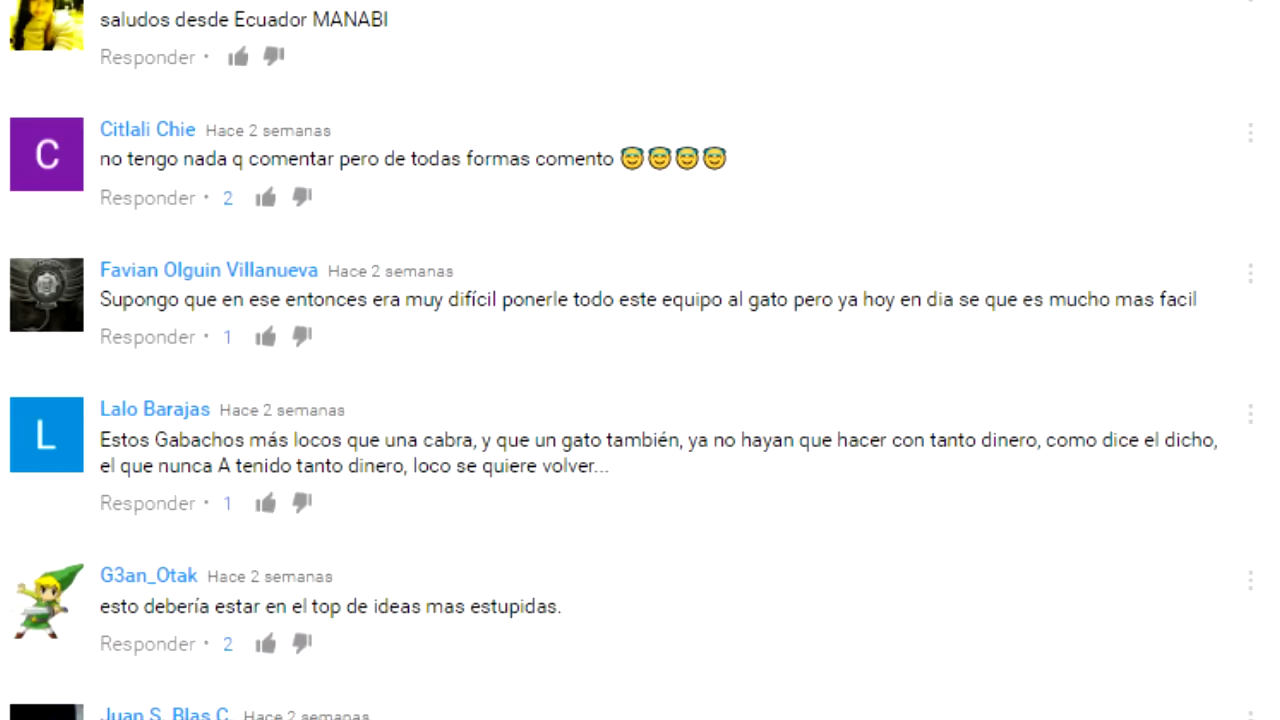 saludos desde Ecuador MANABI
Responder •
C
Citlali Chie Hace 2 semanas
no tengo nada q comentar pero de todas formas comento 😇😇😇😇
Responder • 2
Favian Olguin Villanueva Hace 2 semanas
Supongo que en ese entonces era muy difícil ponerle todo este equipo al gato pero ya hoy en dia se que es mucho mas facil
Responder • 1
L
Lalo Barajas Hace 2 semanas
Estos Gabachos más locos que una cabra, y que un gato también, ya no hayan que hacer con tanto dinero, como dice el dicho,
el que nunca A tenido tanto dinero, loco se quiere volver...
Responder • 1
G3an_Otak Hace 2 semanas
esto debería estar en el top de ideas mas estupidas.
Responder • 2
Juan S. Blas C. Hace 2 semanas